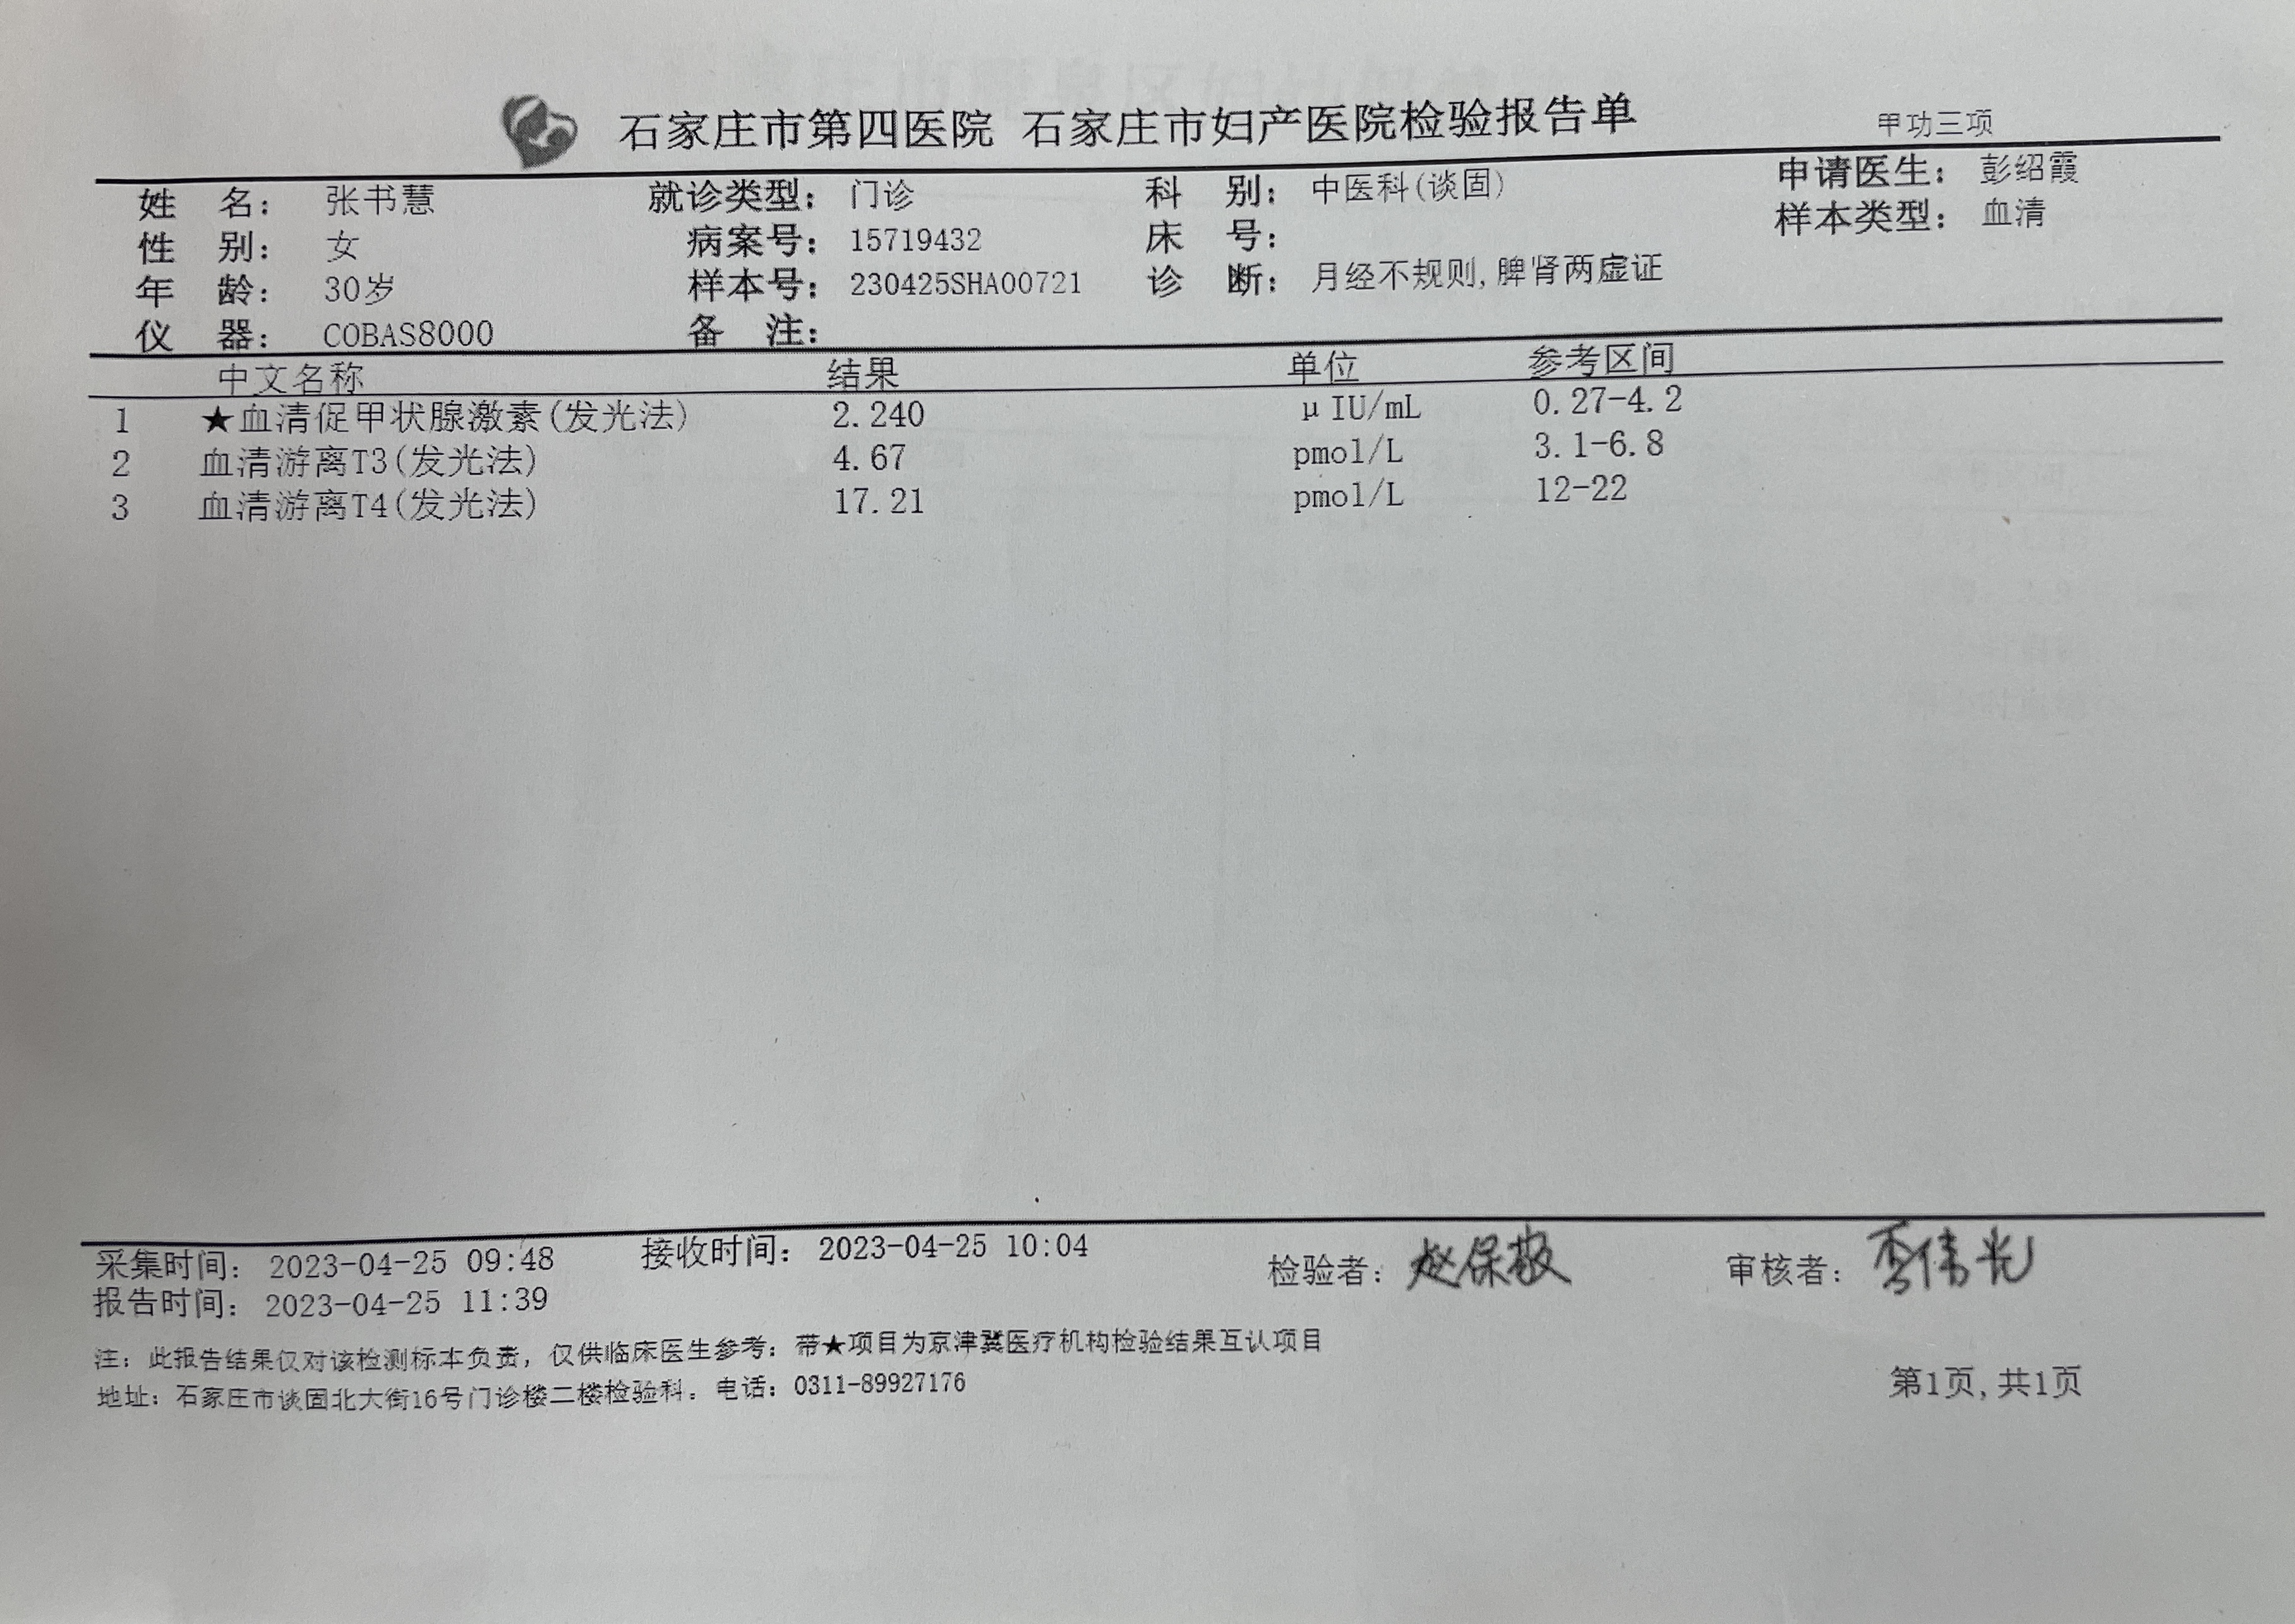 石家庄市第四医院 石家庄市妇产医院检验报告单 甲功三项
姓 名： 张书慧 就诊类型： 门诊 科 别： 中医科(谈固) 申请医生： 彭绍霞
性 别： 女 病案号： 15719432 床 号： 样本类型： 血清
年 龄： 30岁 样本号： 230425SHA00721 诊 断： 月经不规则,脾肾两虚证
仪 器： COBAS8000 备 注：
中文名称 结果 单位 参考区间
1 ★血清促甲状腺激素(发光法) 2.240 μIU/mL 0.27-4.2
2 血清游离T3(发光法) 4.67 pmol/L 3.1-6.8
3 血清游离T4(发光法) 17.21 pmol/L 12-22
采集时间： 2023-04-25 09:48 接收时间： 2023-04-25 10:04 检验者： 赵保敬 审核者： 李伟光
报告时间： 2023-04-25 11:39
注：此报告结果仅对该检测标本负责，仅供临床医生参考；带★项目为京津冀医疗机构检验结果互认项目
地址：石家庄市谈固北大街16号门诊楼二楼检验科。电话：0311-89927176
第1页,共1页